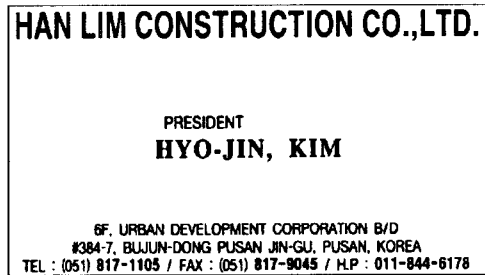 HAN LIM CONSTRUCTION CO.,LTD.
PRESIDENT
HYO-JIN, KIM
6F, URBAN DEVELOPMENT CORPORATION B/D
#384-7, BUJUN-DONG PUSAN JIN-GU, PUSAN, KOREA
TEL : (051) 817-1105 / FAX : (051) 817-9045 / H.P : 011-844-6178